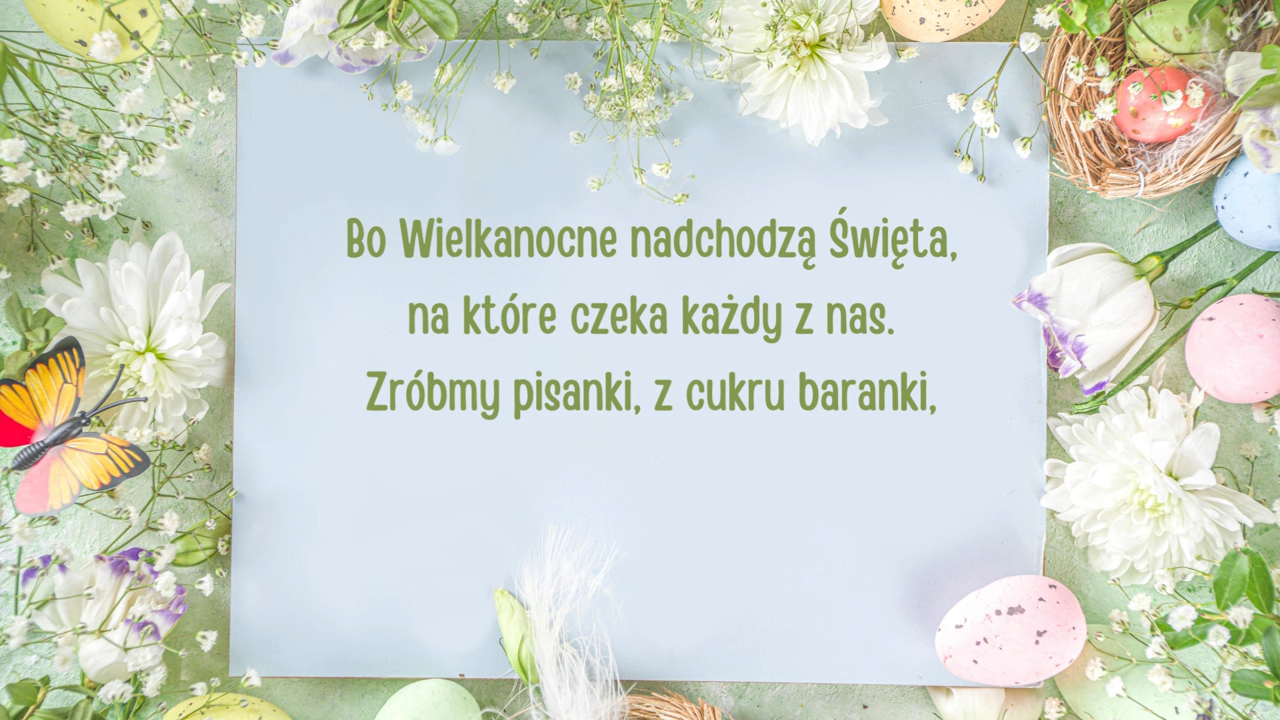 Bo Wielkanocne nadchodzą Święta,
na które czeka każdy z nas.
Zróbmy pisanki, z cukru baranki,